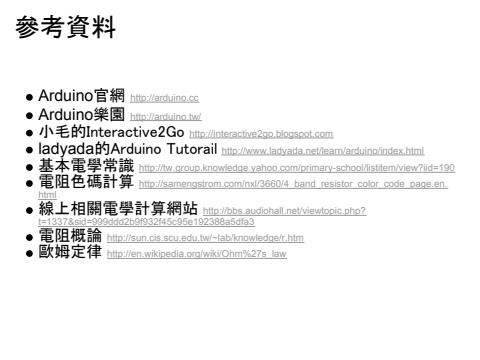 參考資料
● Arduino官網 http://arduino.cc
● Arduino樂園 http://arduino.tw/
● 小毛的Interactive2Go http://interactive2go.blogspot.com
● ladyada的Arduino Tutorail http://www.ladyada.net/learn/arduino/index.html
● 基本電學常識 http://tw.group.knowledge.yahoo.com/primary-school/listitem/view?iid=190
● 電阻色碼計算 http://samengstrom.com/nxl/3660/4_band_resistor_color_code_page.en.
html
● 線上相關電學計算網站 http://bbs.audiohall.net/viewtopic.php?
t=1337&sid=999ddd2b9f932f45c95e192388a5dfa3
● 電阻概論 http://sun.cis.scu.edu.tw/~lab/knowledge/r.htm
● 歐姆定律 http://en.wikipedia.org/wiki/Ohm%27s_law